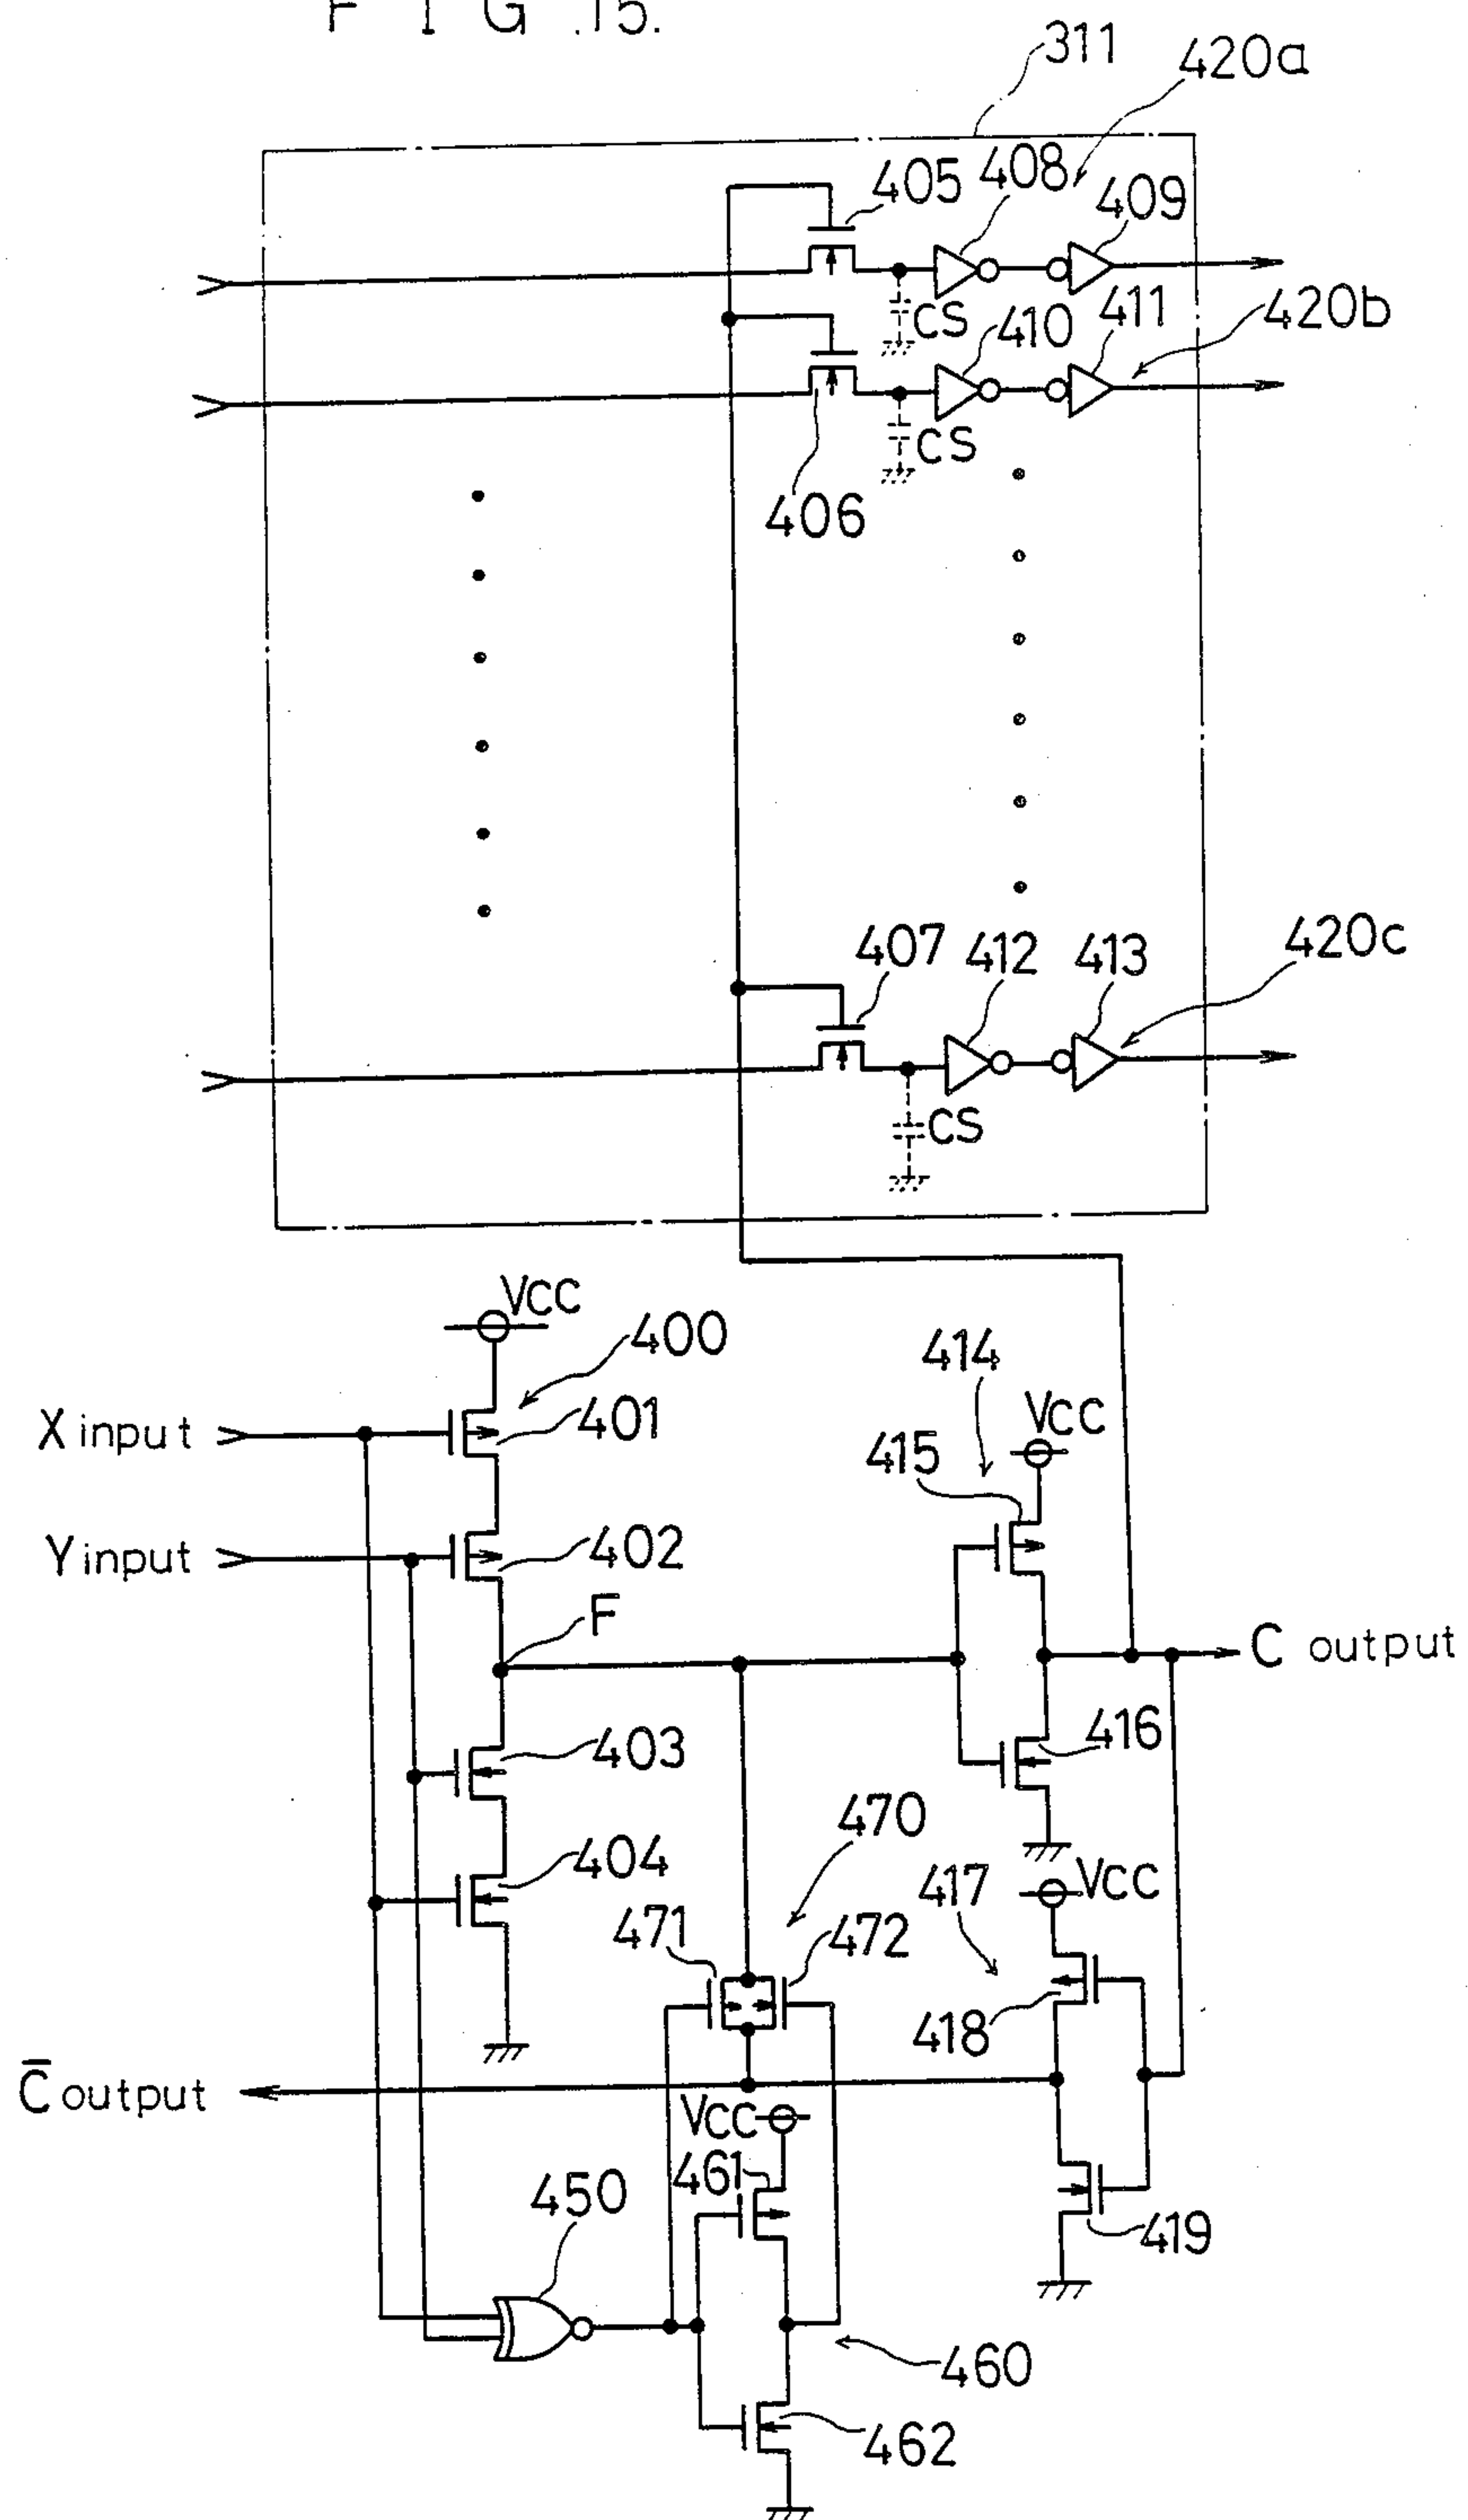 F I G .15.
311
420a
405
408
409
CS
410
411
420b
CS
406
407
412
413
420c
CS
VCC
400
414
X input
401
VCC
415
Y input
402
F
C output
403
416
470
404
417
VCC
471
472
418
C̅ output
VCC
461
450
419
460
462